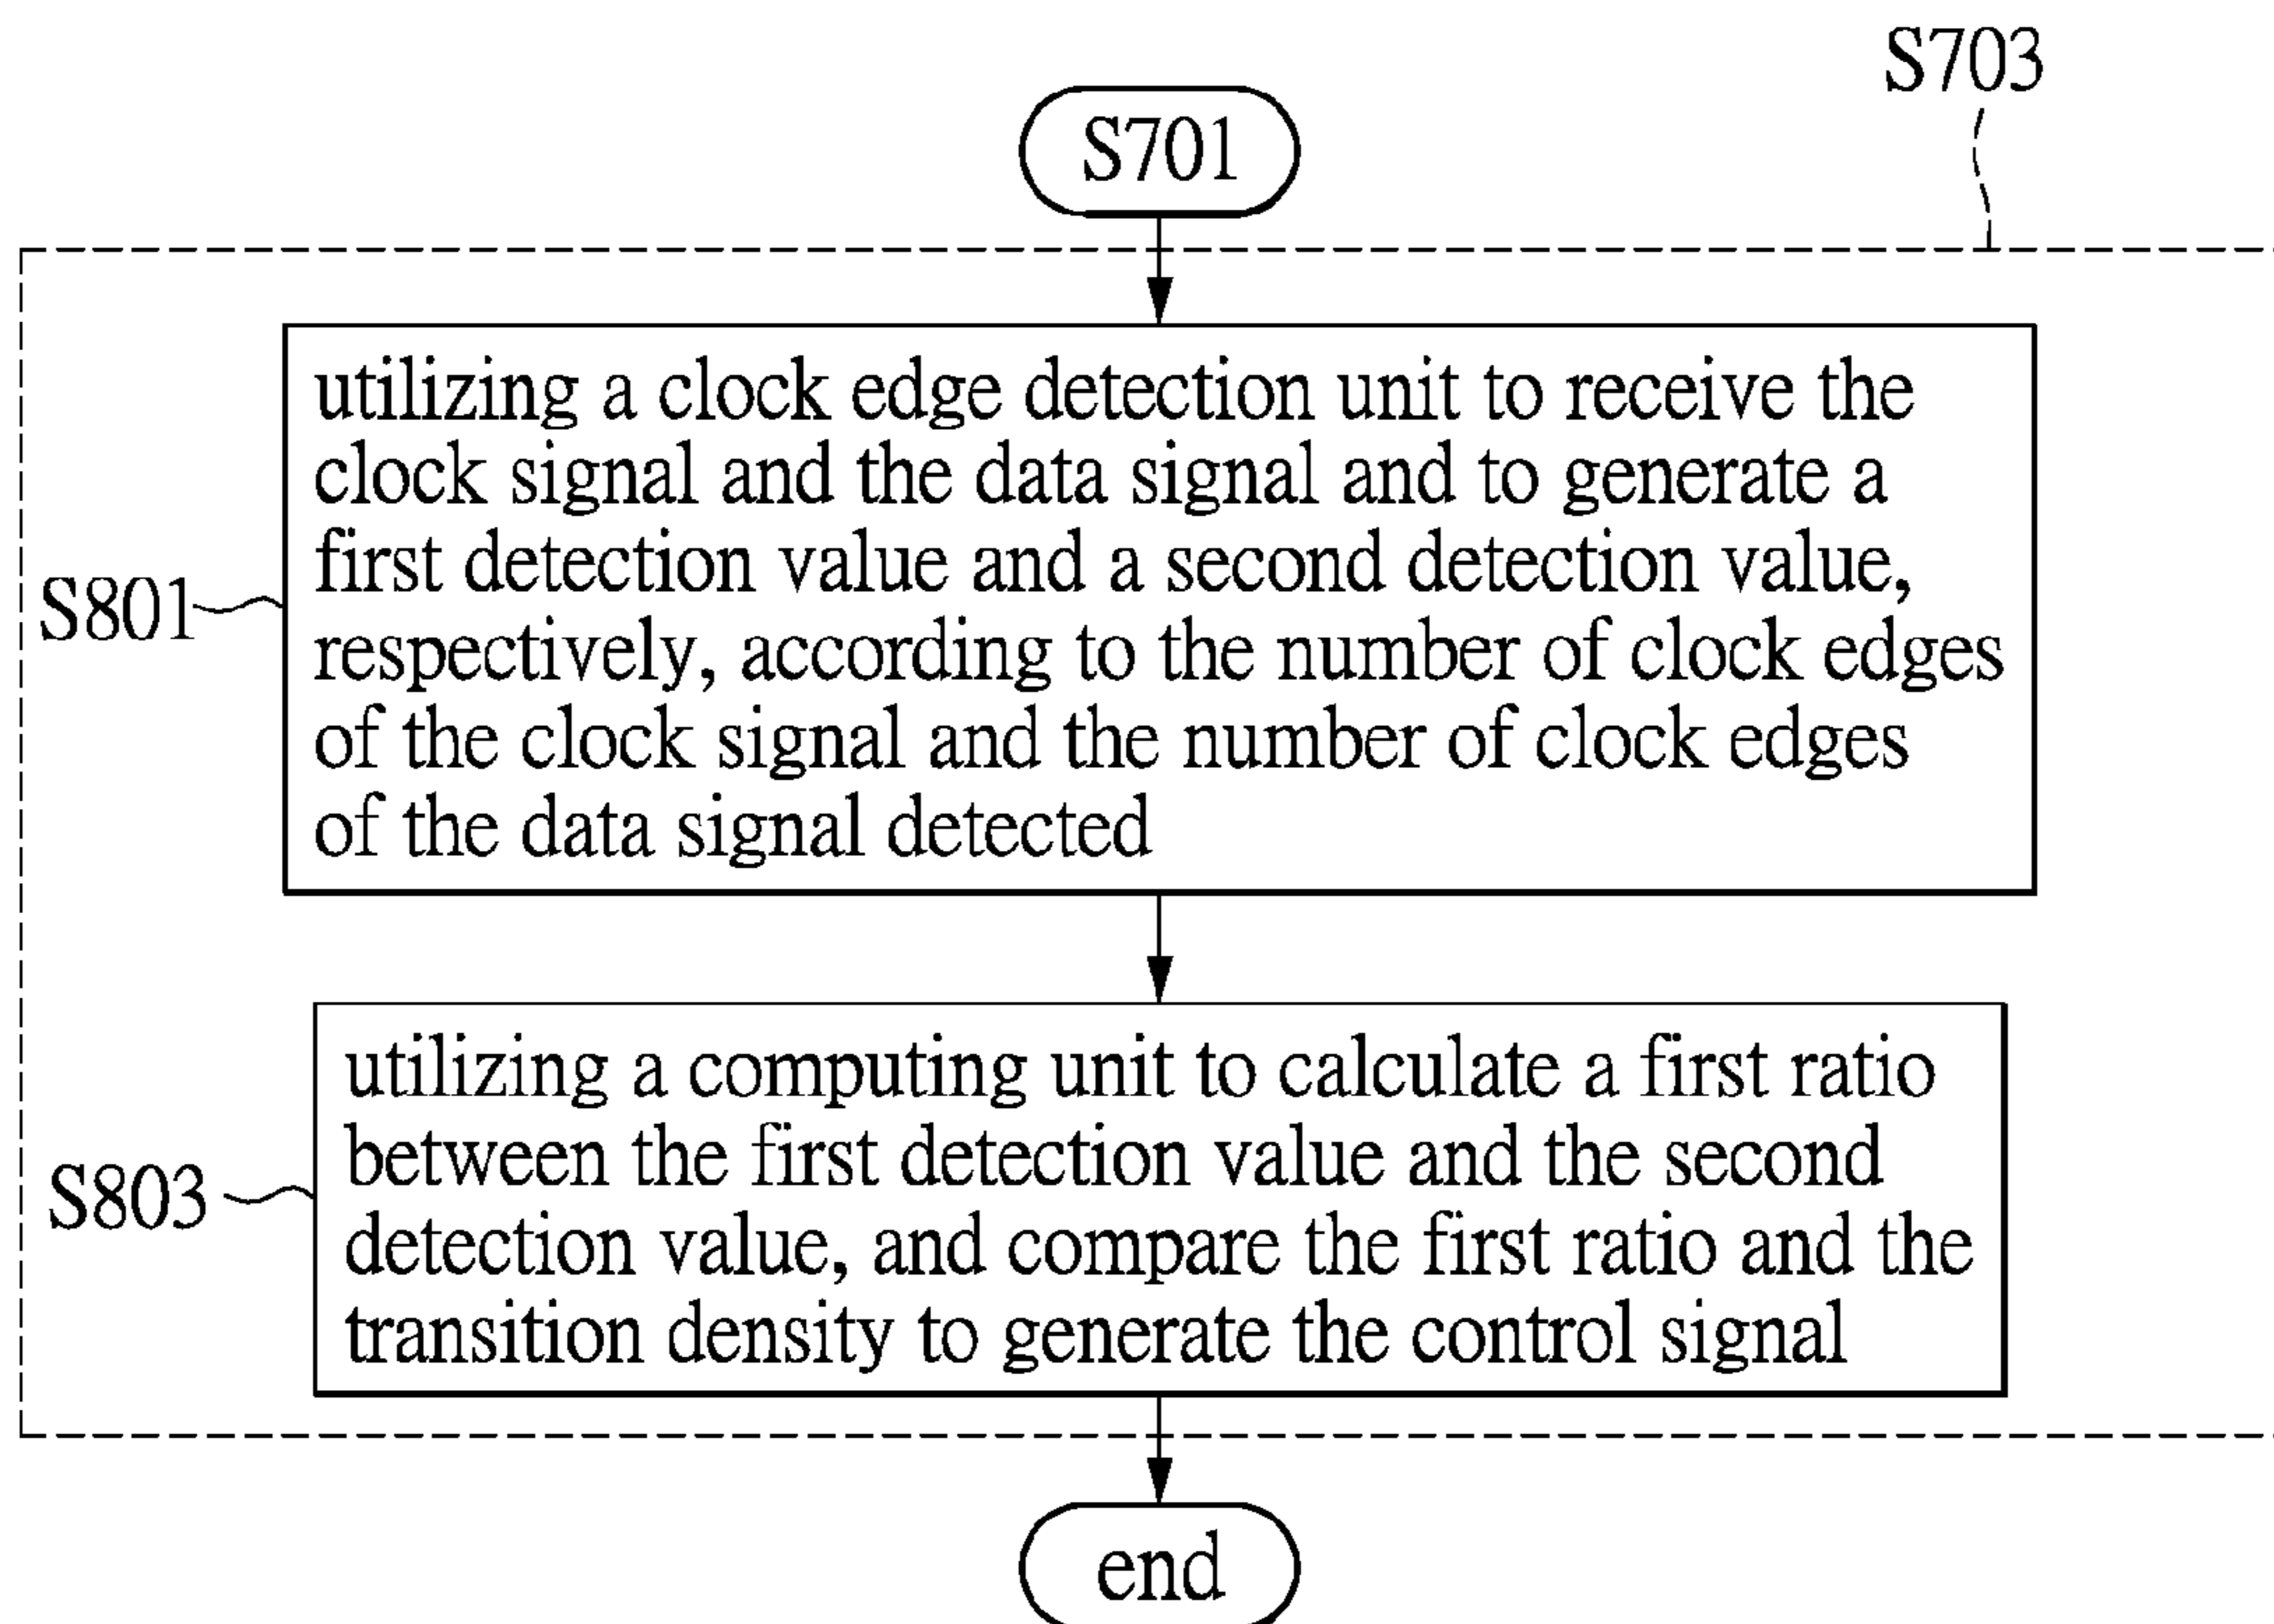 S703
S701
utilizing a clock edge detection unit to receive the
clock signal and the data signal and to generate a
first detection value and a second detection value,
S801
respectively, according to the number of clock edges
of the clock signal and the number of clock edges
of the data signal detected
utilizing a computing unit to calculate a first ratio
between the first detection value and the second
S803
detection value, and compare the first ratio and the
transition density to generate the control signal
end